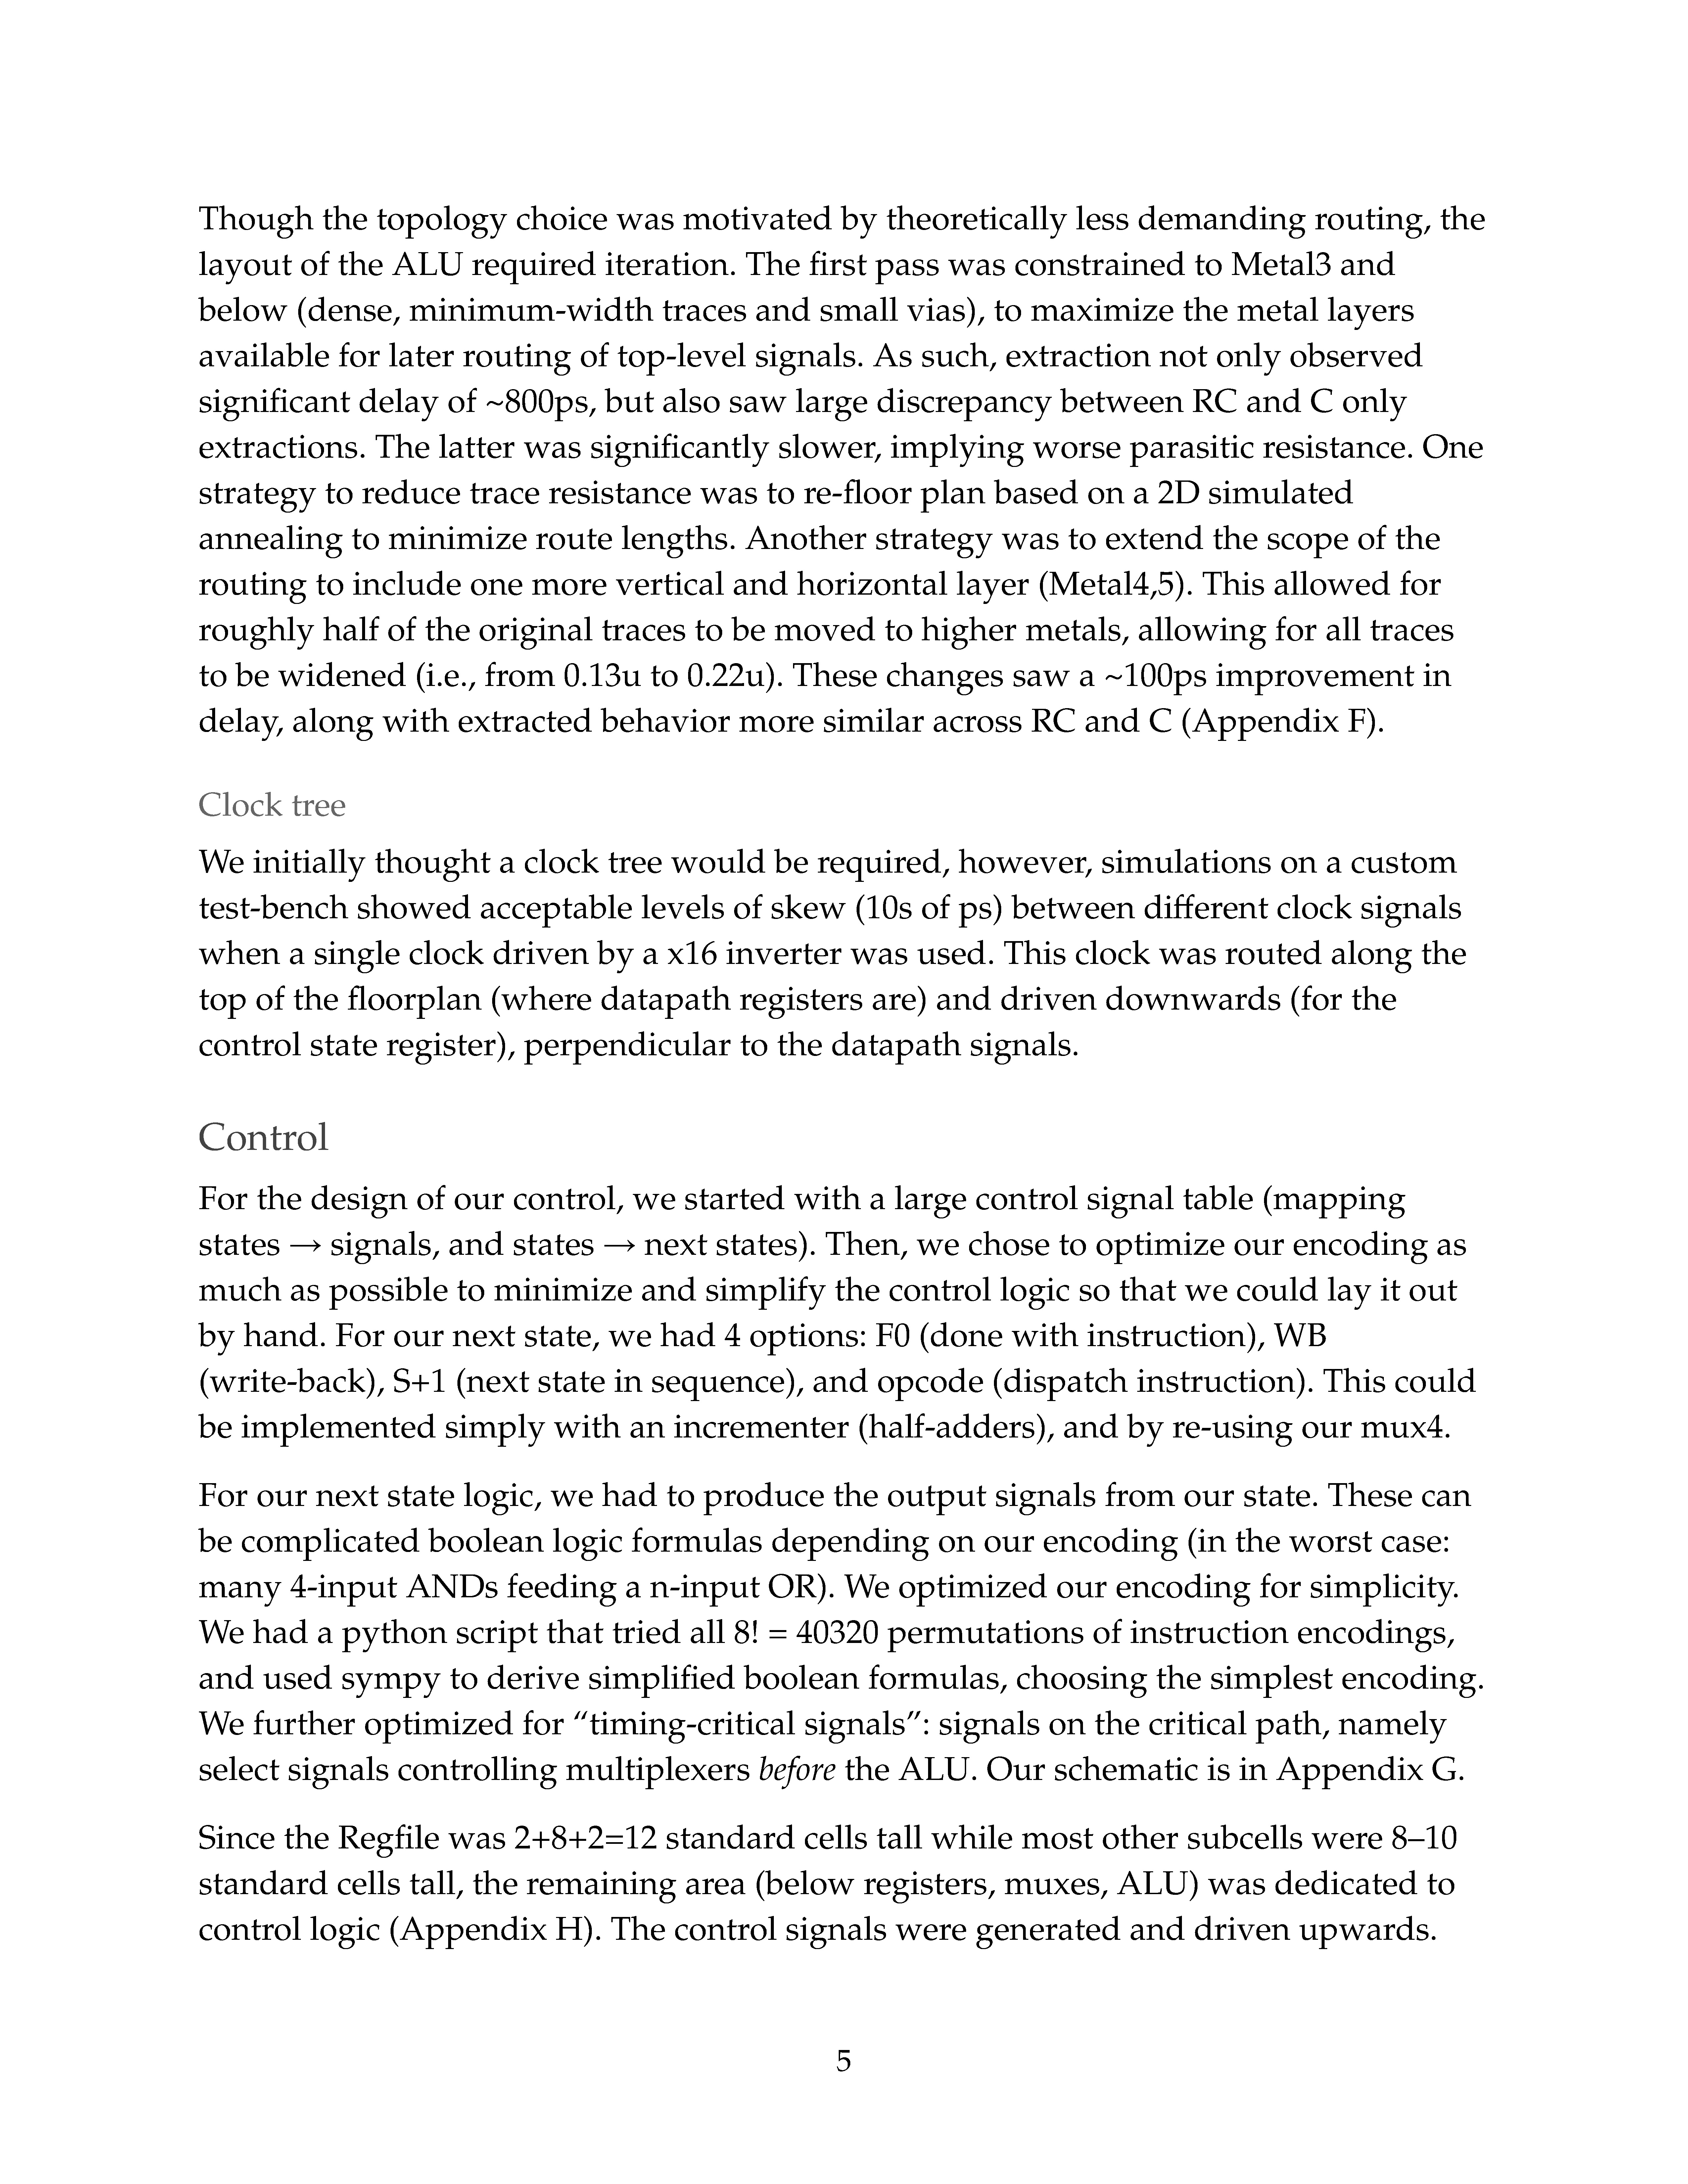 Though the topology choice was motivated by theoretically less demanding routing, the
layout of the ALU required iteration. The first pass was constrained to Metal3 and
below (dense, minimum-width traces and small vias), to maximize the metal layers
available for later routing of top-level signals. As such, extraction not only observed
significant delay of ~800ps, but also saw large discrepancy between RC and C only
extractions. The latter was significantly slower, implying worse parasitic resistance. One
strategy to reduce trace resistance was to re-floor plan based on a 2D simulated
annealing to minimize route lengths. Another strategy was to extend the scope of the
routing to include one more vertical and horizontal layer (Metal4,5). This allowed for
roughly half of the original traces to be moved to higher metals, allowing for all traces
to be widened (i.e., from 0.13u to 0.22u). These changes saw a ~100ps improvement in
delay, along with extracted behavior more similar across RC and C (Appendix F).
Clock tree
We initially thought a clock tree would be required, however, simulations on a custom
test-bench showed acceptable levels of skew (10s of ps) between different clock signals
when a single clock driven by a x16 inverter was used. This clock was routed along the
top of the floorplan (where datapath registers are) and driven downwards (for the
control state register), perpendicular to the datapath signals.
Control
For the design of our control, we started with a large control signal table (mapping
states → signals, and states → next states). Then, we chose to optimize our encoding as
much as possible to minimize and simplify the control logic so that we could lay it out
by hand. For our next state, we had 4 options: F0 (done with instruction), WB
(write-back), S+1 (next state in sequence), and opcode (dispatch instruction). This could
be implemented simply with an incrementer (half-adders), and by re-using our mux4.
For our next state logic, we had to produce the output signals from our state. These can
be complicated boolean logic formulas depending on our encoding (in the worst case:
many 4-input ANDs feeding a n-input OR). We optimized our encoding for simplicity.
We had a python script that tried all 8! = 40320 permutations of instruction encodings,
and used sympy to derive simplified boolean formulas, choosing the simplest encoding.
We further optimized for “timing-critical signals”: signals on the critical path, namely
select signals controlling multiplexers before the ALU. Our schematic is in Appendix G.
Since the Regfile was 2+8+2=12 standard cells tall while most other subcells were 8–10
standard cells tall, the remaining area (below registers, muxes, ALU) was dedicated to
control logic (Appendix H). The control signals were generated and driven upwards.
5